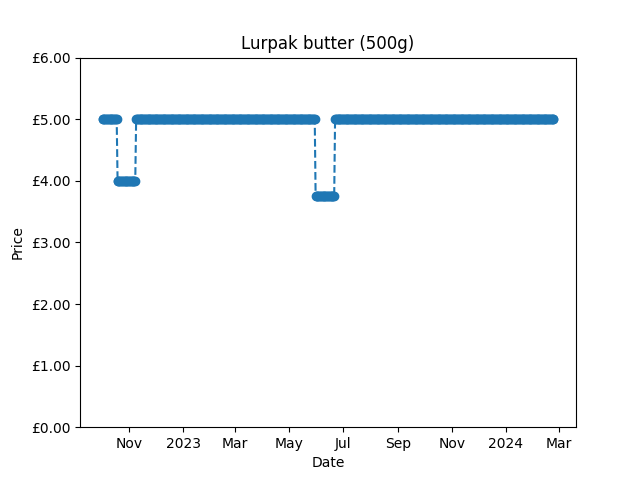 Lurpak butter (500g)
£6.00
£5.00
£4.00
£3.00
£2.00
£1.00
£0.00
Price
Nov 2023 Mar May Jul Sep Nov 2024 Mar
Date